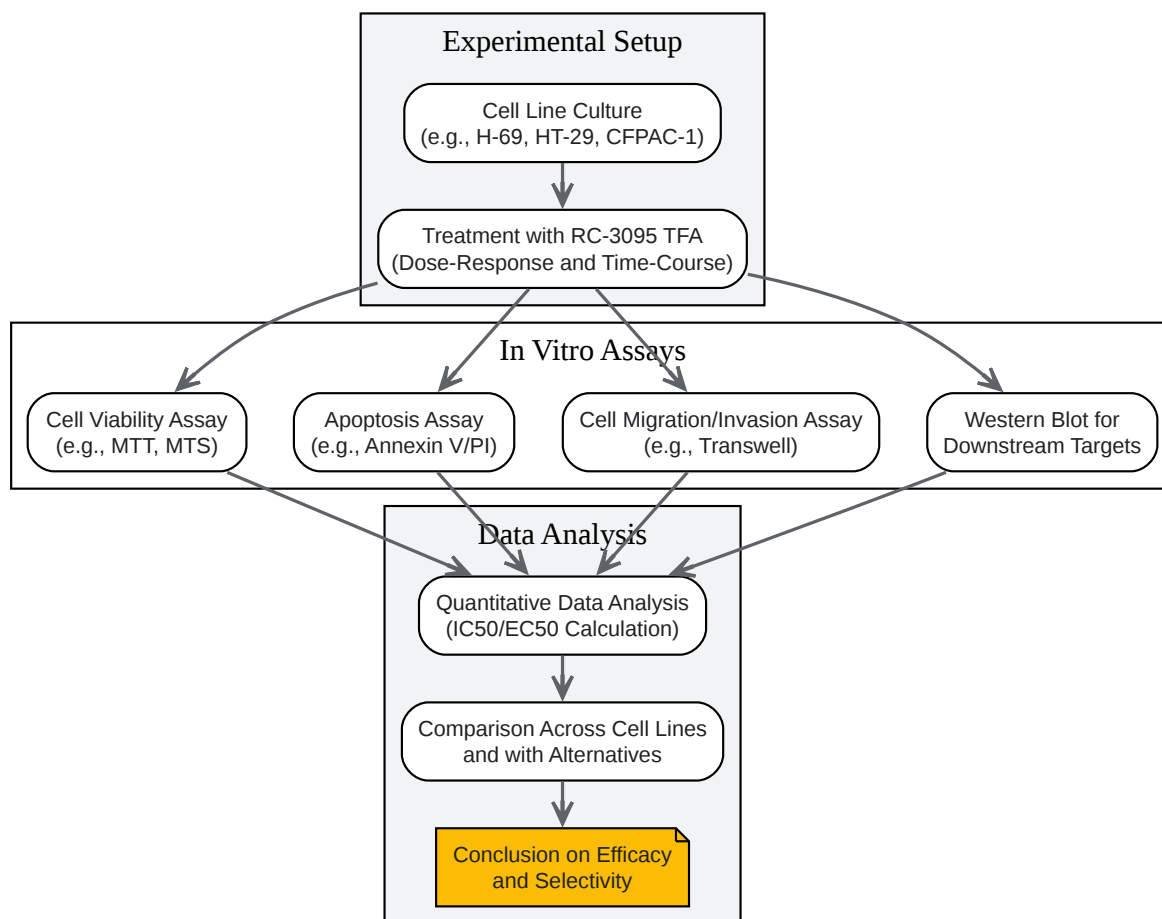 Experimental Setup
Cell Line Culture
(e.g., H-69, HT-29, CFPAC-1)
Treatment with RC-3095 TFA
(Dose-Response and Time-Course)
In Vitro Assays
Cell Viability Assay
(e.g., MTT, MTS)
Apoptosis Assay
(e.g., Annexin V/PI)
Cell Migration/Invasion Assay
(e.g., Transwell)
Western Blot for
Downstream Targets
Data Analysis
Quantitative Data Analysis
(IC50/EC50 Calculation)
Comparison Across Cell Lines
and with Alternatives
Conclusion on Efficacy
and Selectivity